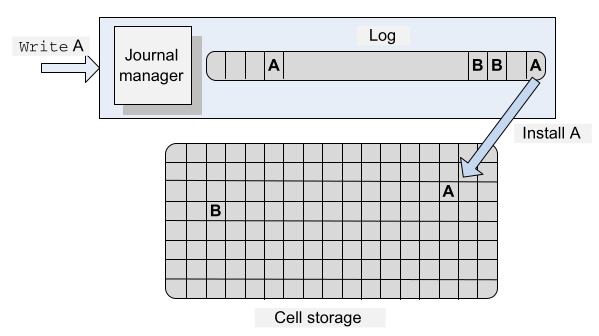 Log
Write A
Journal
manager
A B B A
Install A
A
B
Cell storage